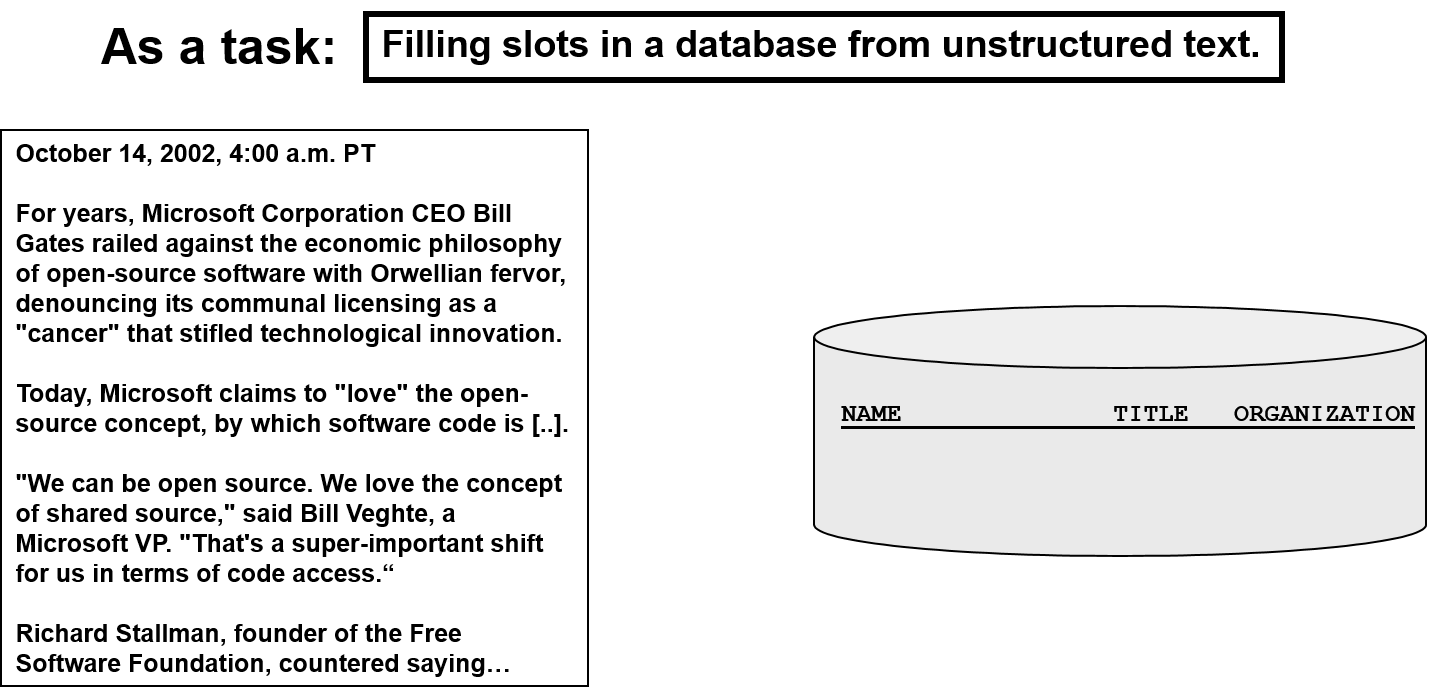 As a task: Filling slots in a database from unstructured text.
October 14, 2002, 4:00 a.m. PT
For years, Microsoft Corporation CEO Bill
Gates railed against the economic philosophy
of open-source software with Orwellian fervor,
denouncing its communal licensing as a
"cancer" that stifled technological innovation.
Today, Microsoft claims to "love" the open-
source concept, by which software code is [..].
"We can be open source. We love the concept
of shared source," said Bill Veghte, a
Microsoft VP. "That's a super-important shift
for us in terms of code access.“
Richard Stallman, founder of the Free
Software Foundation, countered saying…
NAME TITLE ORGANIZATION